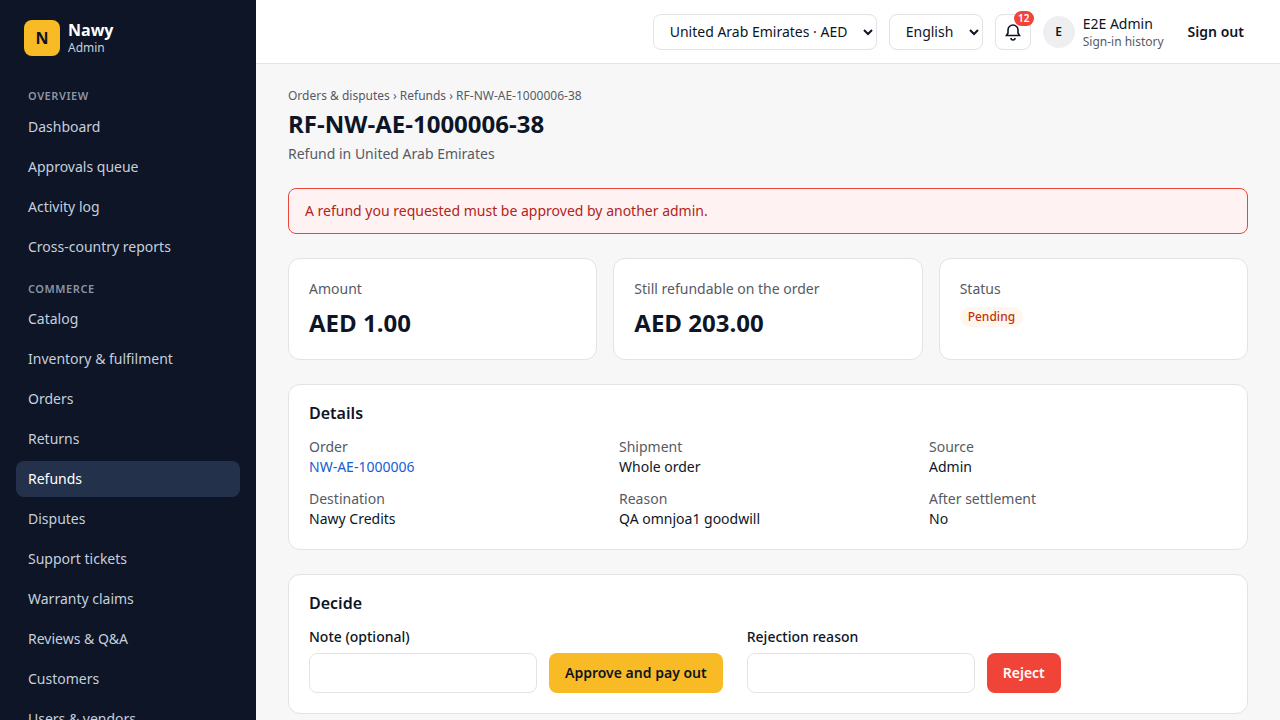 N
Nawy
Admin
United Arab Emirates · AED
English
12
E
E2E Admin
Sign-in history
Sign out
OVERVIEW
Dashboard
Approvals queue
Activity log
Cross-country reports
COMMERCE
Catalog
Inventory & fulfilment
Orders
Returns
Refunds
Disputes
Support tickets
Warranty claims
Reviews & Q&A
Customers
Users & vendors
Orders & disputes › Refunds › RF-NW-AE-1000006-38
RF-NW-AE-1000006-38
Refund in United Arab Emirates
A refund you requested must be approved by another admin.
Amount
AED 1.00
Still refundable on the order
AED 203.00
Status
Pending
Details
Order
NW-AE-1000006
Shipment
Whole order
Source
Admin
Destination
Nawy Credits
Reason
QA omnjoa1 goodwill
After settlement
No
Decide
Note (optional)
Approve and pay out
Rejection reason
Reject